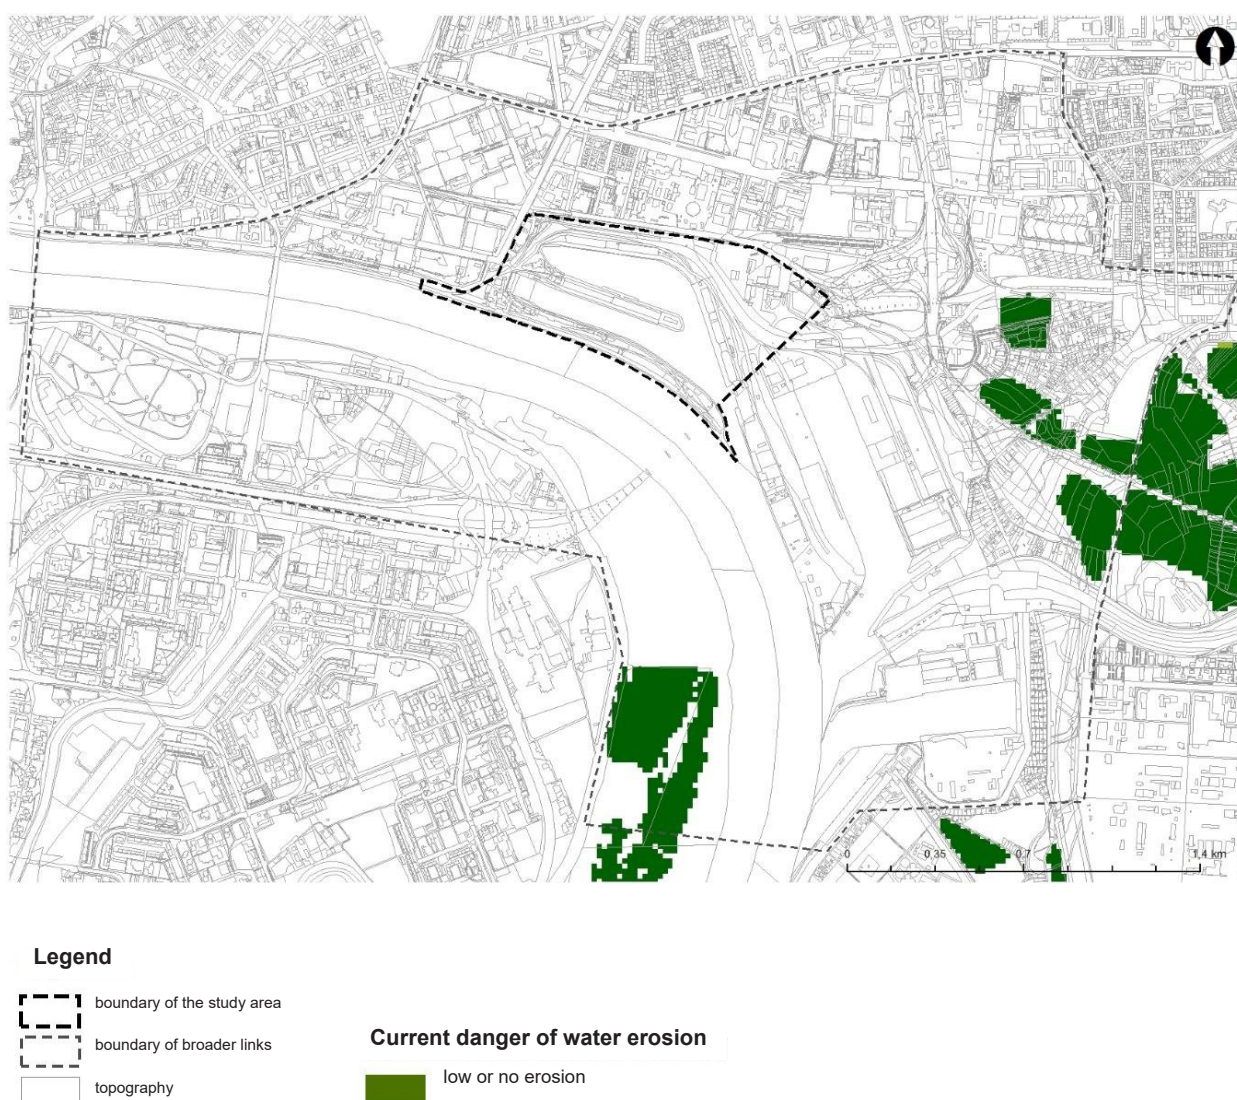 0 0,35 0,7 1,4 km
Legend
boundary of the study area
boundary of broader links
topography
Current danger of water erosion
low or no erosion